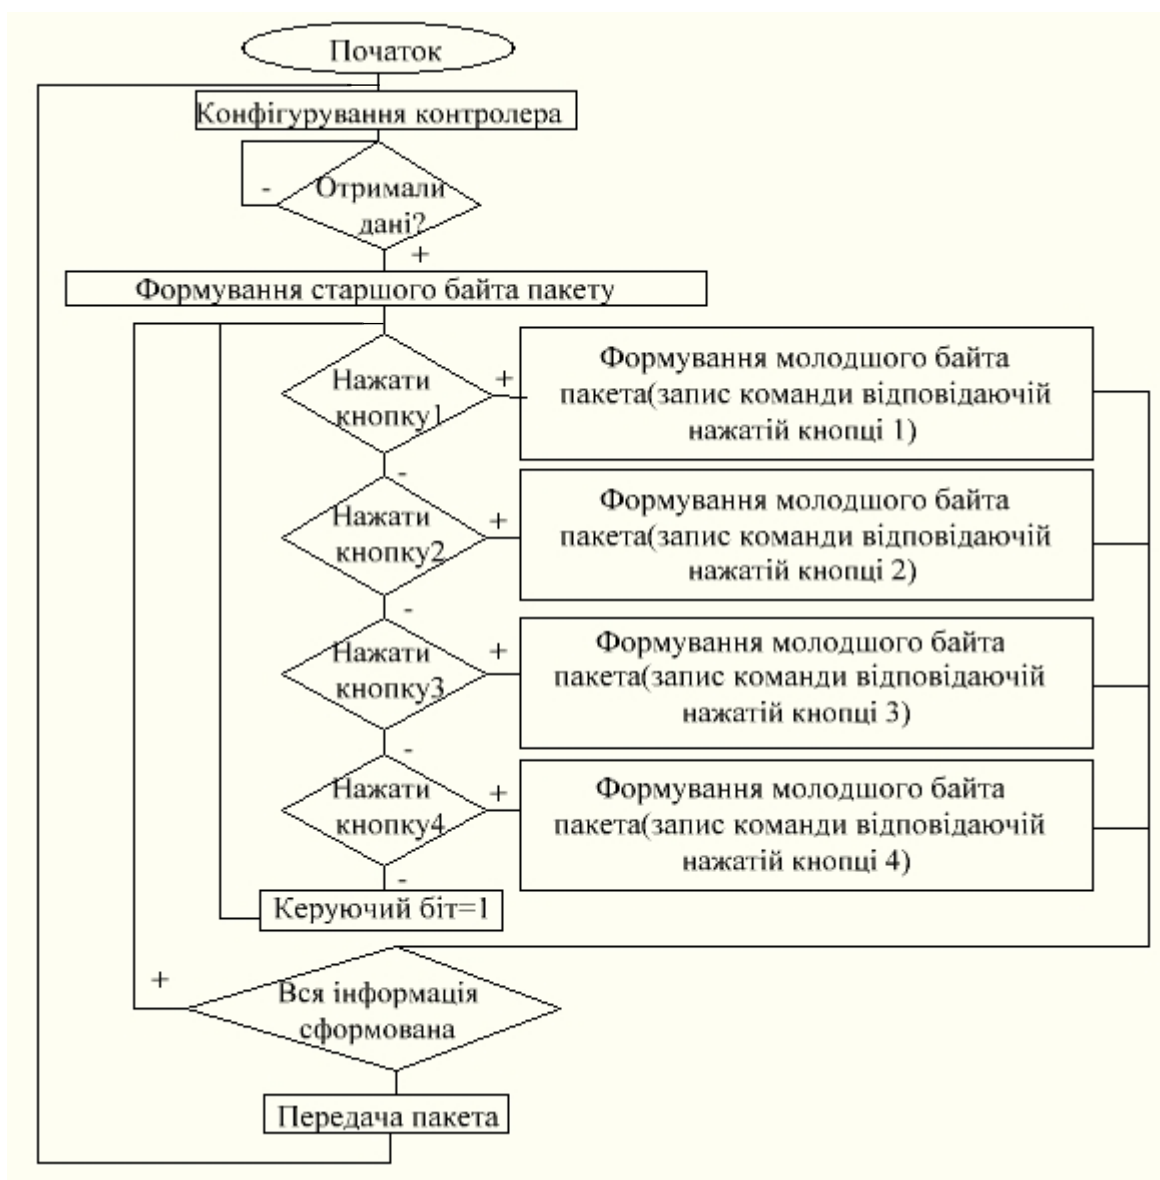 Початок
Конфігурування контролера
-
Отримали
дані?
+
Формування старшого байта пакету
Нажати
кнопку1
+
Формування молодшого байта
пакета(запис команди відповідаючій
нажатій кнопці 1)
-
Нажати
кнопку2
+
Формування молодшого байта
пакета(запис команди відповідаючій
нажатій кнопці 2)
-
Нажати
кнопку3
+
Формування молодшого байта
пакета(запис команди відповідаючій
нажатій кнопці 3)
-
Нажати
кнопку4
+
Формування молодшого байта
пакета(запис команди відповідаючій
нажатій кнопці 4)
-
Керуючий біт=1
+
Вся інформація
сформована
Передача пакета